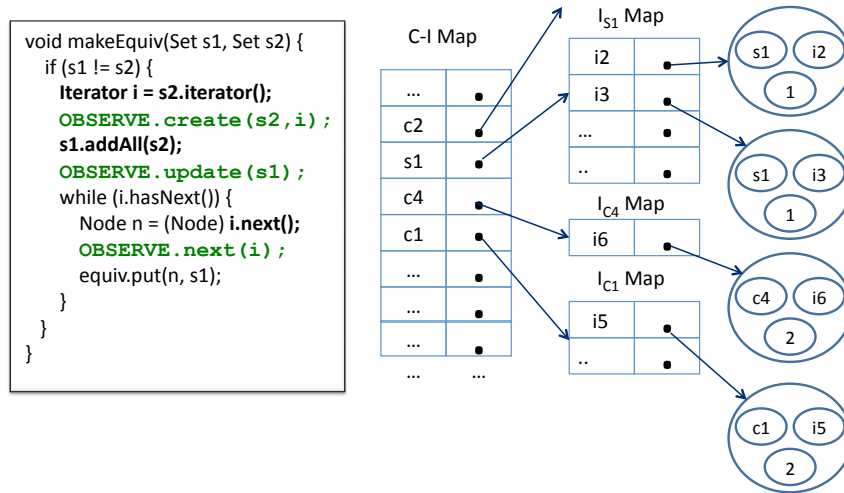 void makeEquiv(Set s1, Set s2) {
if (s1 != s2) {
Iterator i = s2.iterator();
OBSERVE.create(s2,i);
s1.addAll(s2);
OBSERVE.update(s1);
while (i.hasNext()) {
Node n = (Node) i.next();
OBSERVE.next(i);
equiv.put(n, s1);
}
}
}
C-I Map
...
c2
s1
c4
c1
...
...
...
... ...
IS1 Map
i2
i3
...
..
IC4 Map
i6
IC1 Map
i5
..
s1 i2
1
s1 i3
1
c4 i6
2
c1 i5
2